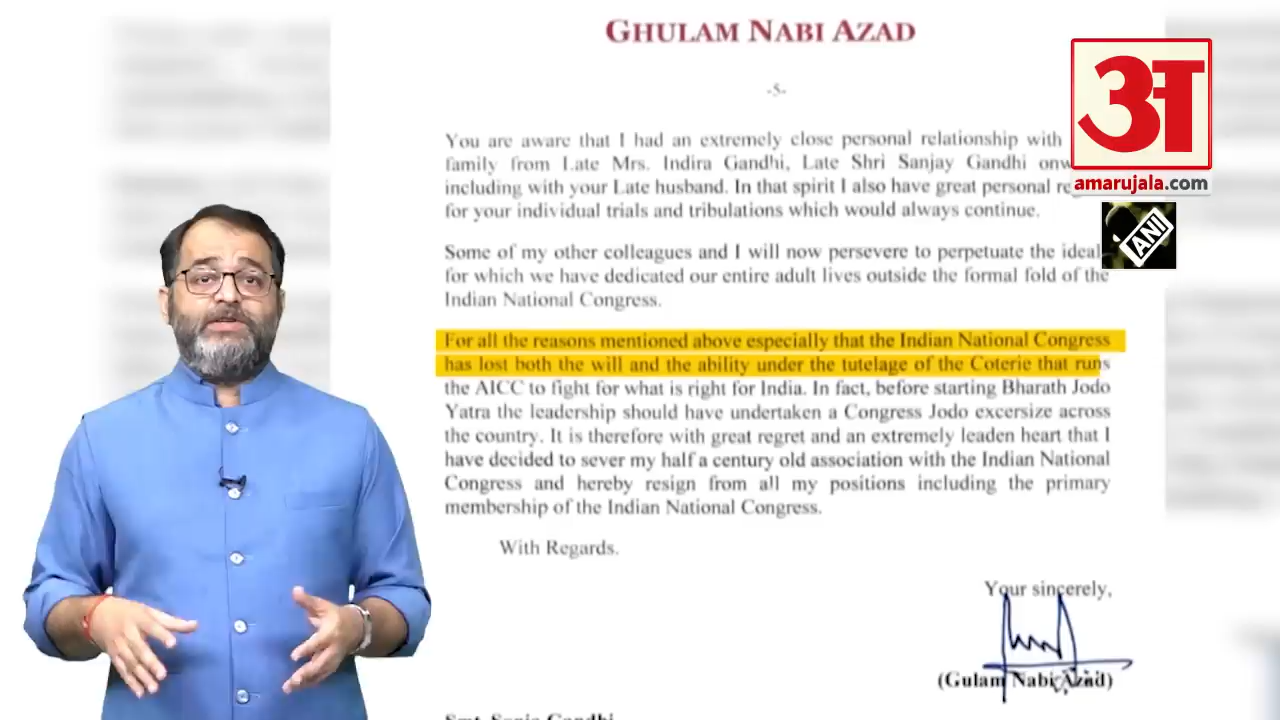 GHULAM NABI AZAD
-5-
You are aware that I had an extremely close personal relationship with
family from Late Mrs. Indira Gandhi, Late Shri Sanjay Gandhi
including with your Late husband. In that spirit I also have great personal
for your individual trials and tribulations which would always continue.
Some of my other colleagues and I will now persevere to perpetuate the ideal
for which we have dedicated our entire adult lives outside the formal fold of the
Indian National Congress.
For all the reasons mentioned above especially that the Indian National Congress
has lost both the will and the ability under the tutelage of the Coterie that runs
the AICC to fight for what is right for India. In fact, before starting Bharath Jodo
Yatra the leadership should have undertaken a Congress Jodo excersize across
the country. It is therefore with great regret and an extremely leaden heart that I
have decided to sever my half a century old association with the Indian National
Congress and hereby resign from all my positions including the primary
membership of the Indian National Congress.
With Regards.
Your sincerely,
(Gulam Nabi Azad)
Smt. Sonia Gandhi
अ
amarujala.com
ANI